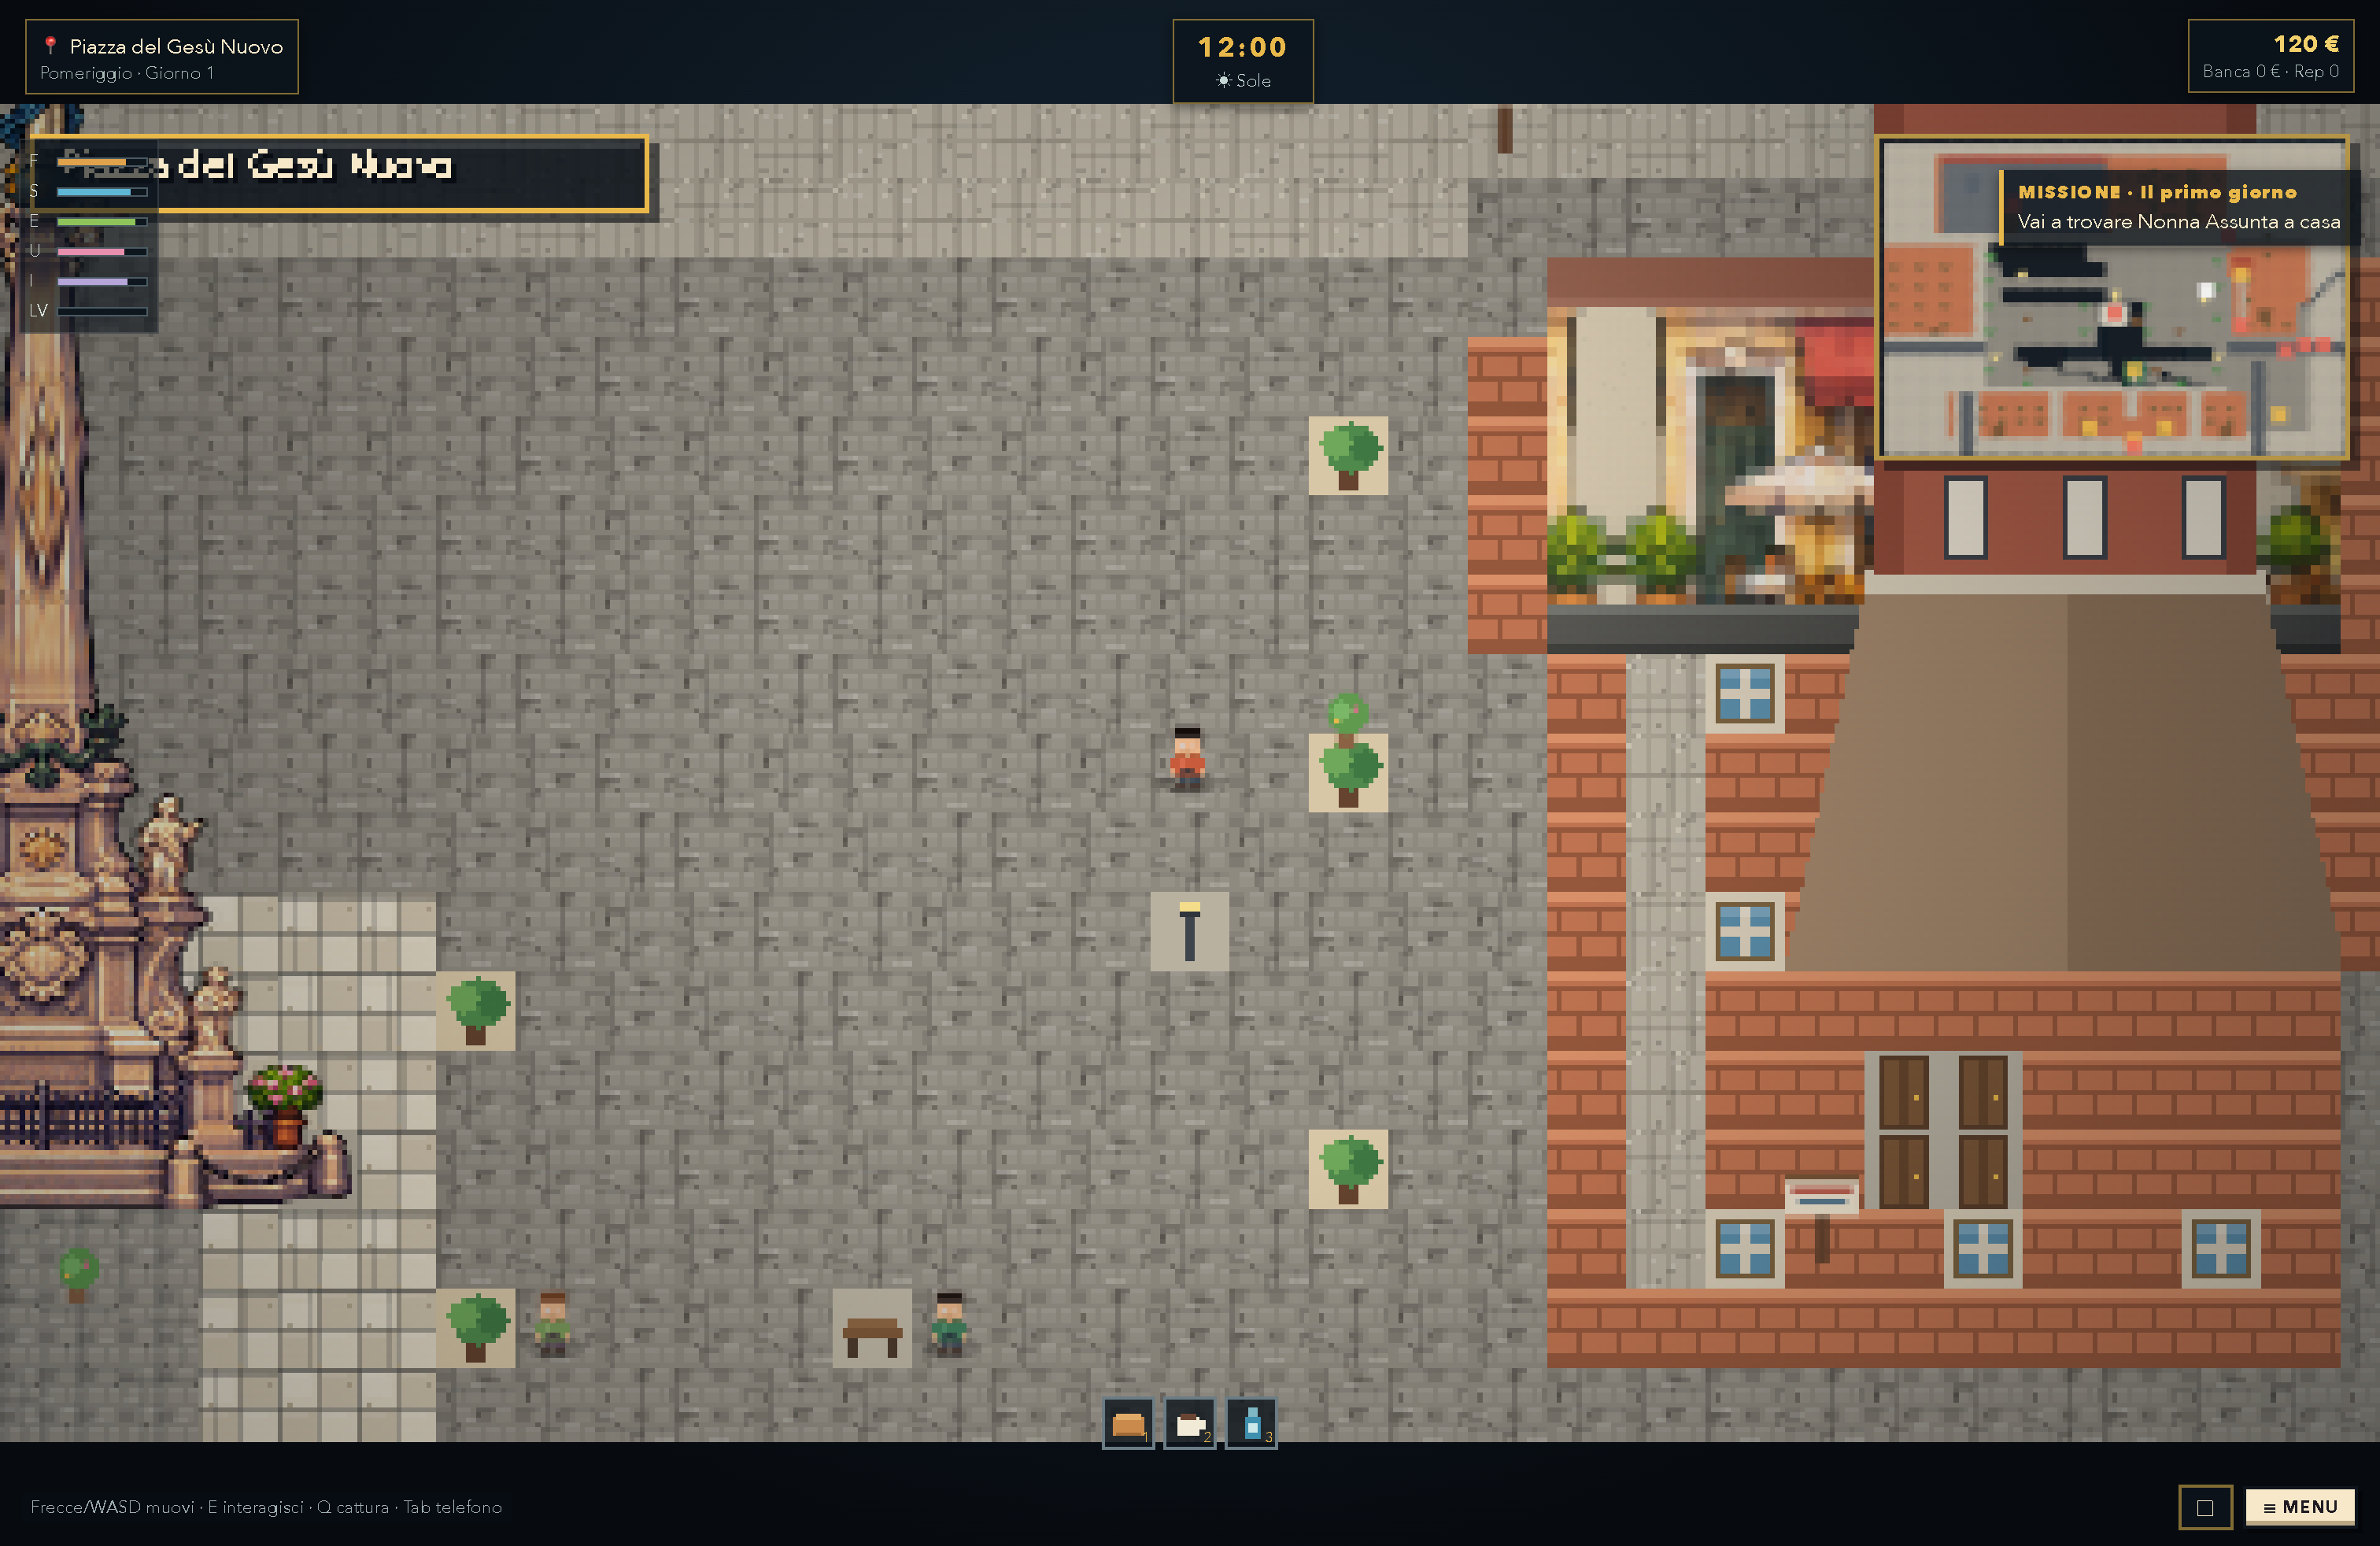 📍 Piazza del Gesù Nuovo
Pomeriggio · Giorno 1
12:00
☀ Sole
120 €
Banca 0 € · Rep 0
del Gesù Nuovo
F
S
E
U
I
LV
MISSIONE · Il primo giorno
Vai a trovare Nonna Assunta a casa
1
2
3
Frecce/WASD muovi · E interagisci · Q cattura · Tab telefono
≡ MENU